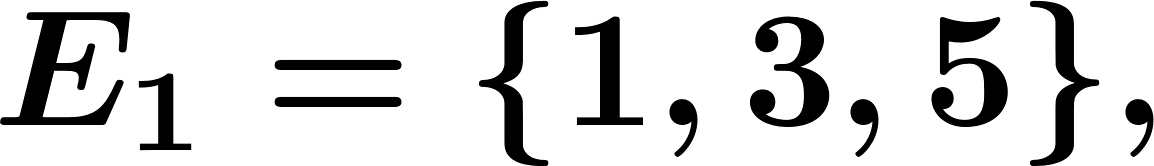 E₁ = {1, 3, 5},